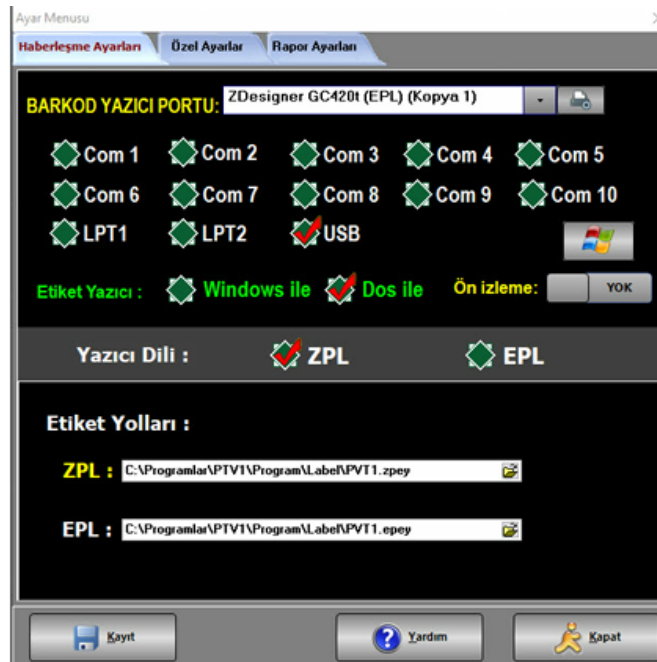 Ayar Menusu
Haberleşme Ayarları Özel Ayarlar Rapor Ayarları
BARKOD YAZICI PORTU: ZDesigner GC420t (EPL) (Kopya 1)
Com 1 Com 2 Com 3 Com 4 Com 5
Com 6 Com 7 Com 8 Com 9 Com 10
LPT1 LPT2 USB
Etiket Yazıcı : Windows ile Dos ile Ön izleme: YOK
Yazıcı Dili : ZPL EPL
Etiket Yolları :
ZPL : C:\Programlar\PTV1\Program\Label\PVT1.zpey
EPL : C:\Programlar\PTV1\Program\Label\PVT1.epey
Kayıt Yardım Kapat